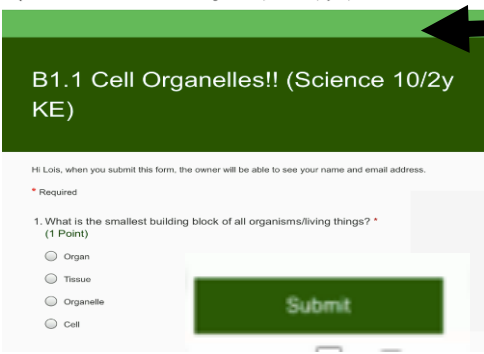 B1.1 Cell Organelles!! (Science 10/2y
KE)
Hi Lois, when you submit this form, the owner will be able to see your name and email address.
* Required
1. What is the smallest building block of all organisms/living things? *
(1 Point)
Organ
Tissue
Organelle
Cell
Submit